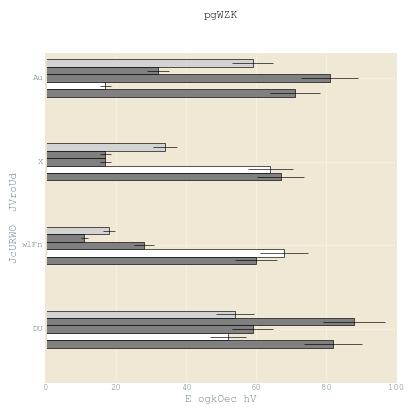 pgWZK
Au
X
wlFn
DU
JcURWO JVroUd
0 20 40 60 80 100
E ogkOec hV